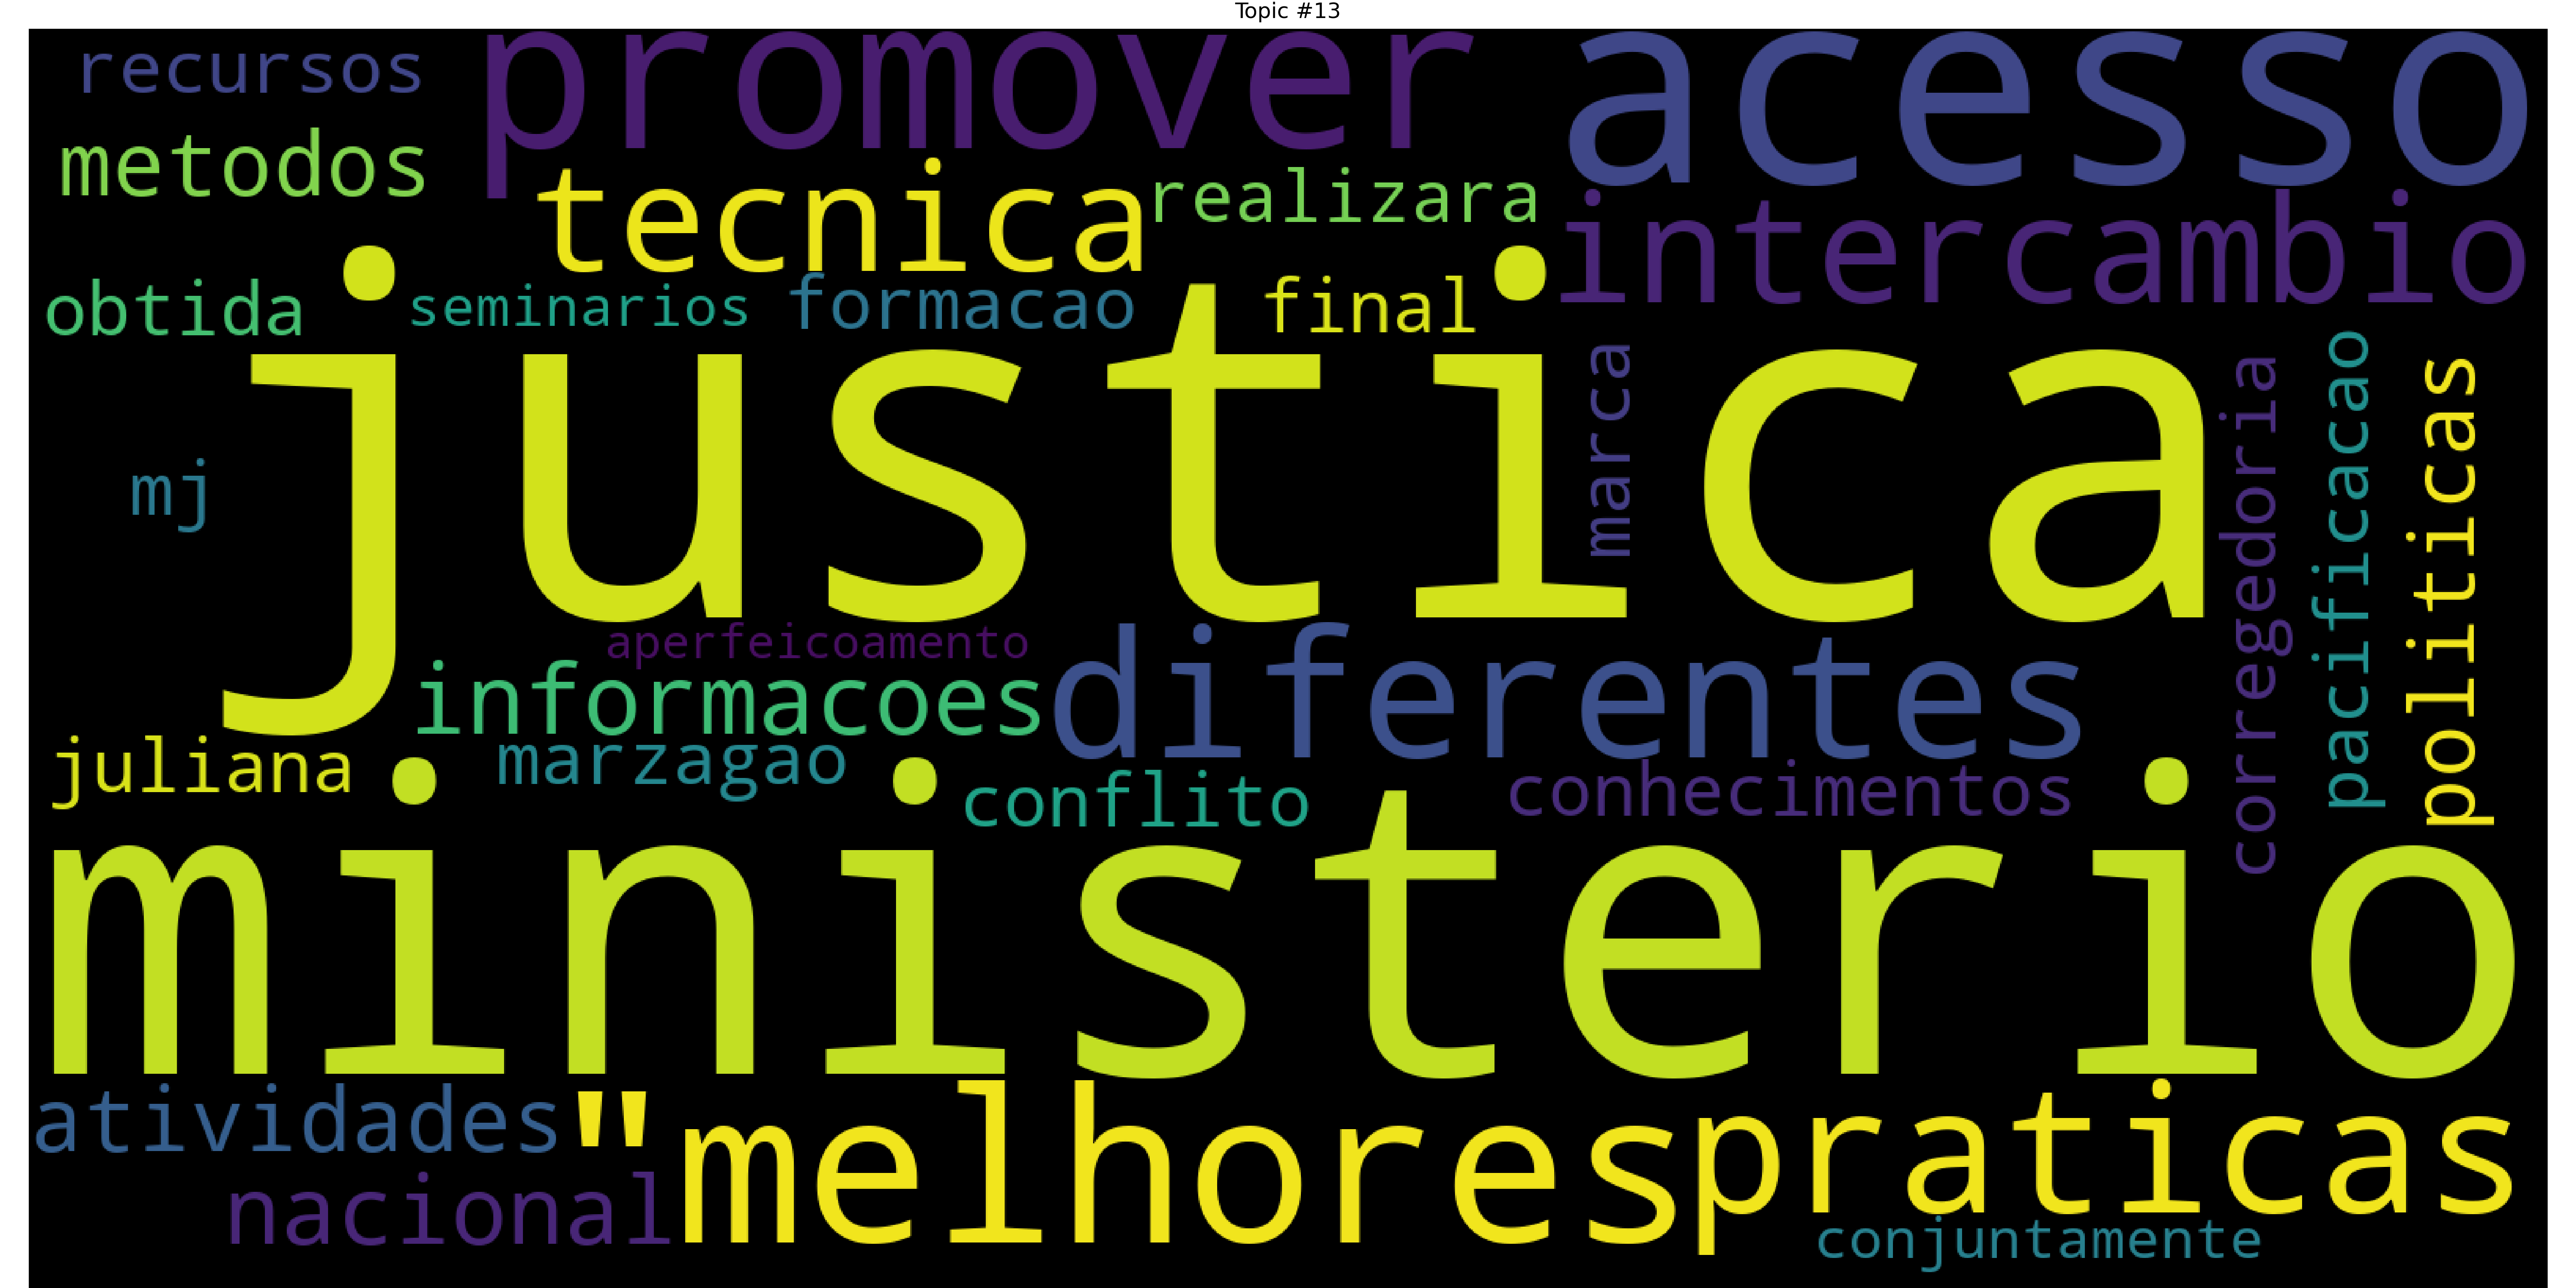 Topic #13
recursos
promover
acesso
metodos
tecnica
realizara
intercambio
obtida
seminarios
formacao
final
justica
marca
corregedoria
pacificacao
politicas
mj
aperfeicoamento
informacoes
diferentes
juliana
marzagao
conflito
conhecimentos
ministerio
atividades
"melhores
praticas
nacional
conjuntamente